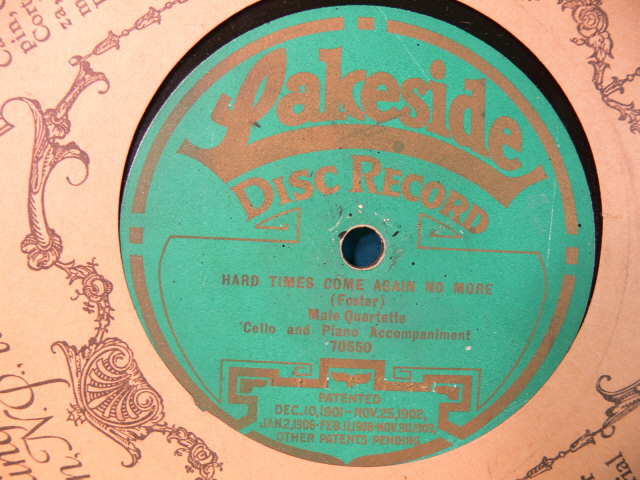 Lakeside
DISC RECORD
HARD TIMES COME AGAIN NO MORE
(Foster)
Male Quartette
'Cello and Piano Accompaniment
70650
PATENTED
DEC.10,1901-NOV.25,1902,
JAN.2,1906-FEB.11,1908-NOV.30,1909,
OTHER PATENTS PENDING.